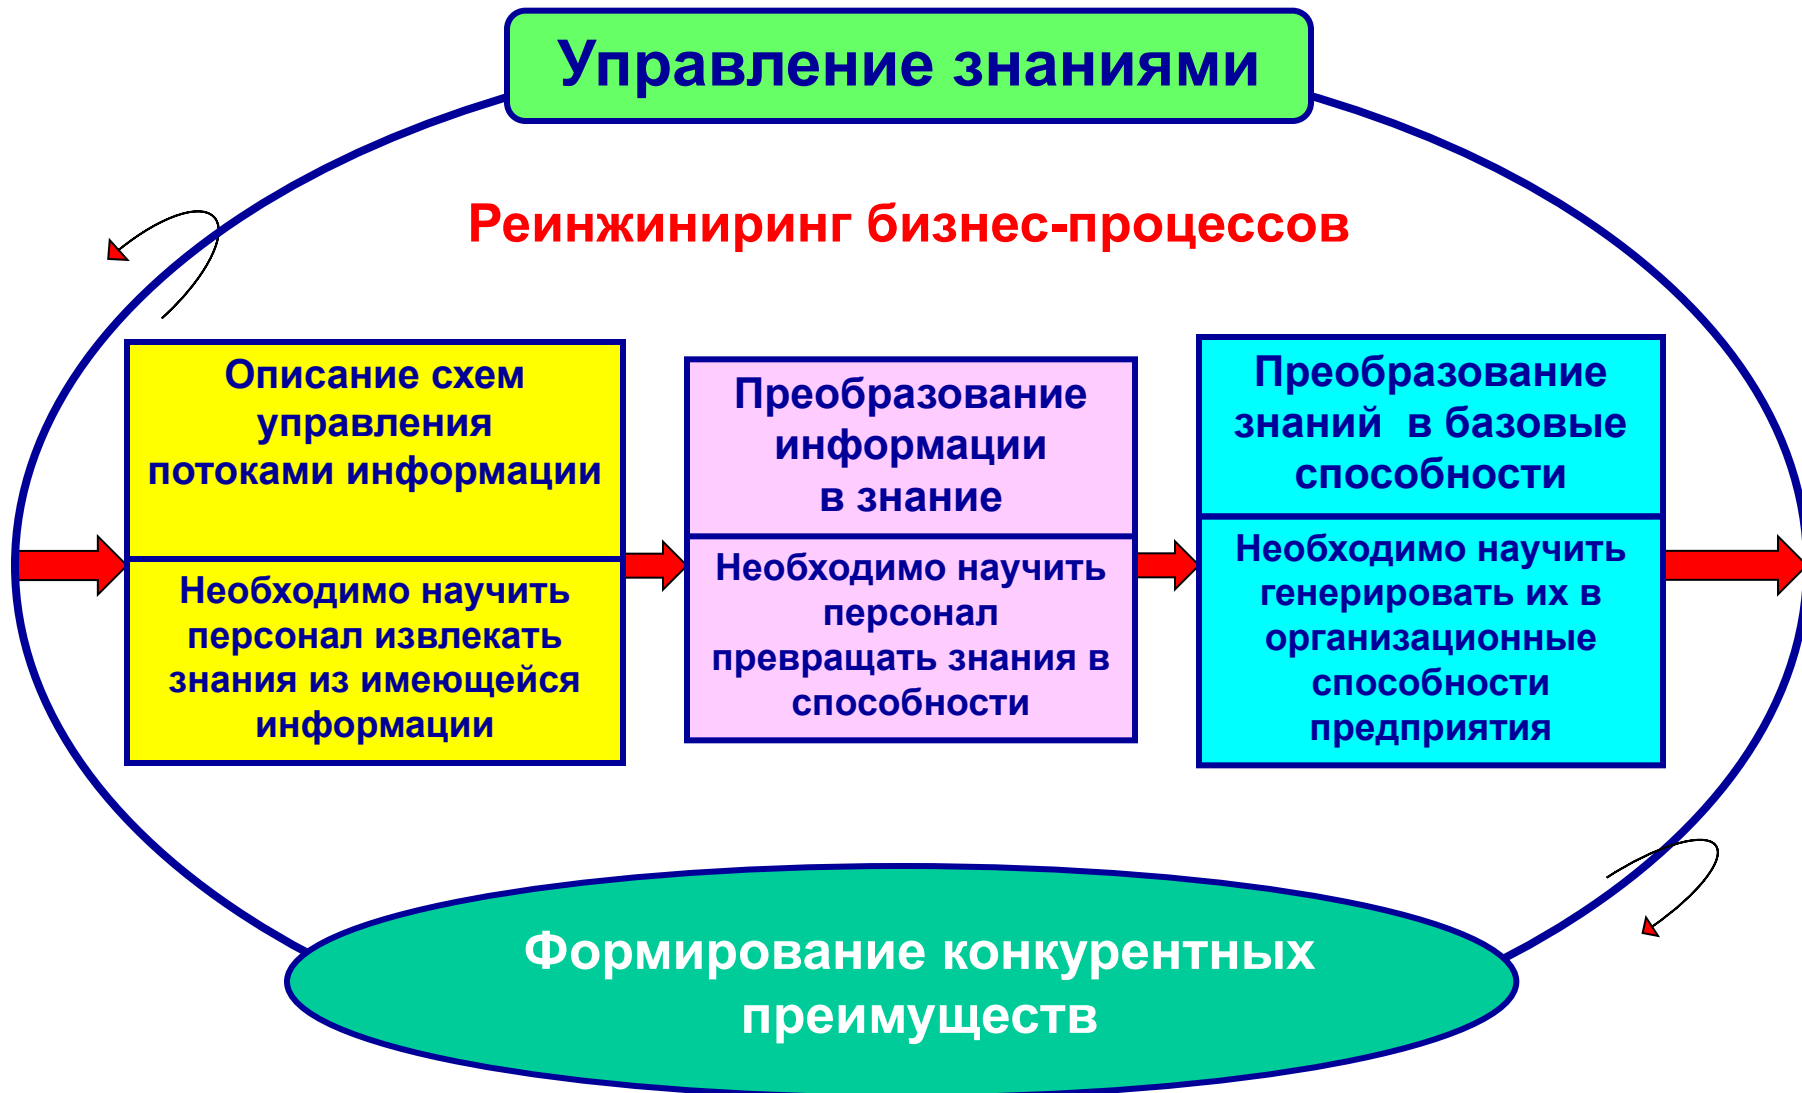 Управление знаниями
Реинжиниринг бизнес-процессов
Описание схем
управления
потоками информации
Необходимо научить
персонал извлекать
знания из имеющейся
информации
Преобразование
информации
в знание
Необходимо научить
персонал
превращать знания в
способности
Преобразование
знаний в базовые
способности
Необходимо научить
генерировать их в
организационные
способности
предприятия
Формирование конкурентных
преимуществ